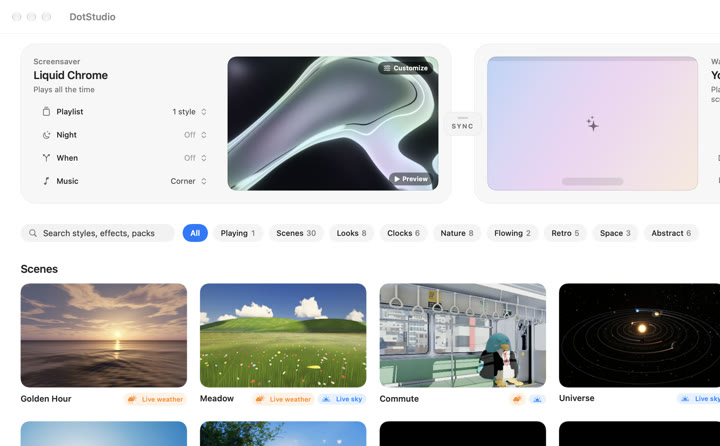 DotStudio
Screensaver
Liquid Chrome
Plays all the time
Playlist
1 style
Night
Off
When
Off
Music
Corner
Customize
Preview
SYNC
Search styles, effects, packs
All
Playing 1
Scenes 30
Looks 8
Clocks 6
Nature 8
Flowing 2
Retro 5
Space 3
Abstract 6
Scenes
Golden Hour
Live weather
Meadow
Live weather
Live sky
Commute
Universe
Live sky